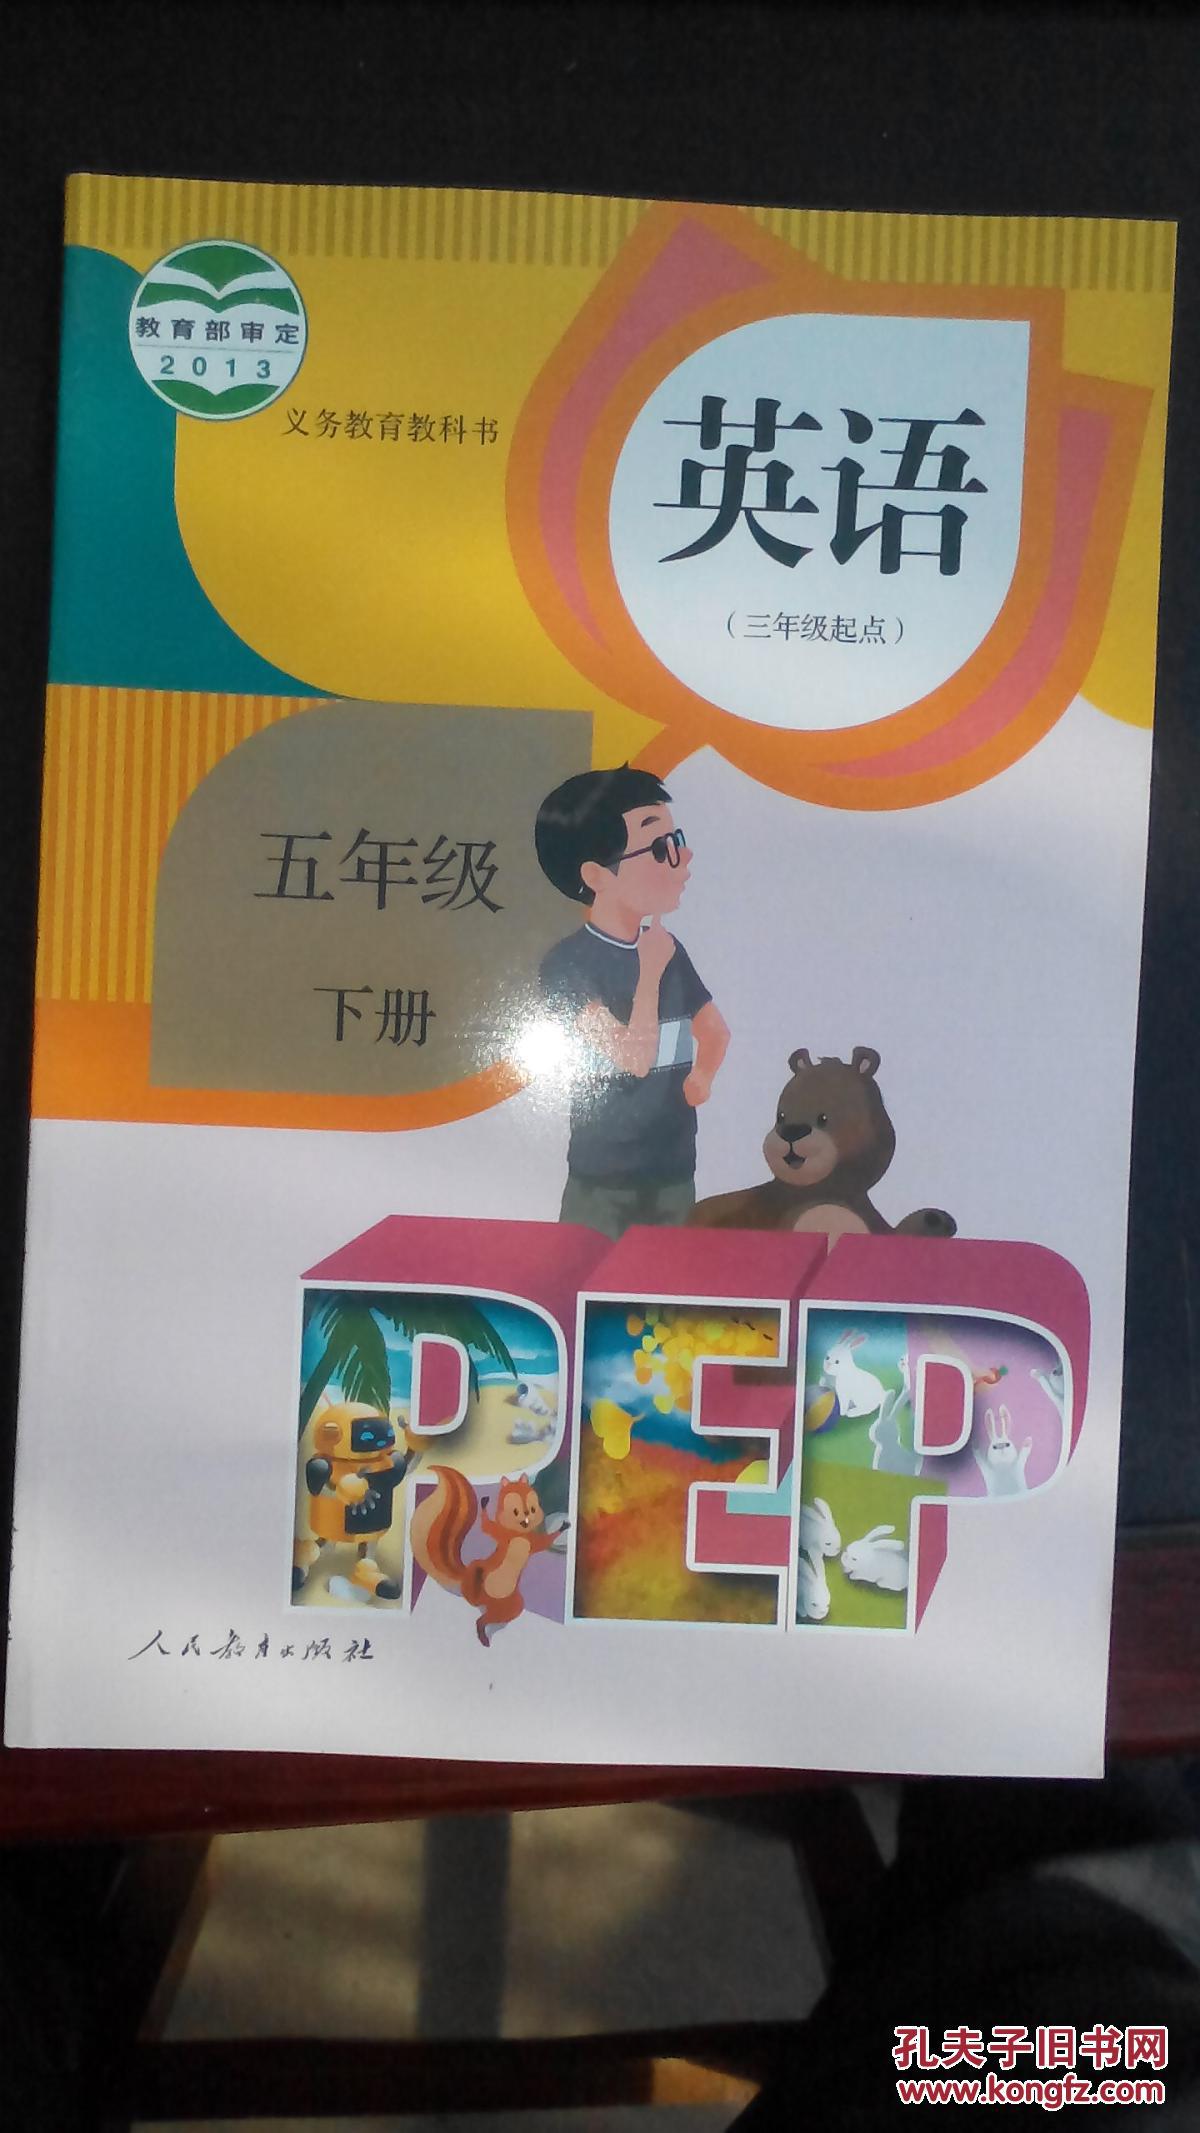 教育部审定
2013
义务教育教科书
英语
（三年级起点）
五年级
下册
PEP
人民教育出版社
孔夫子旧书网
www.kongfz.com